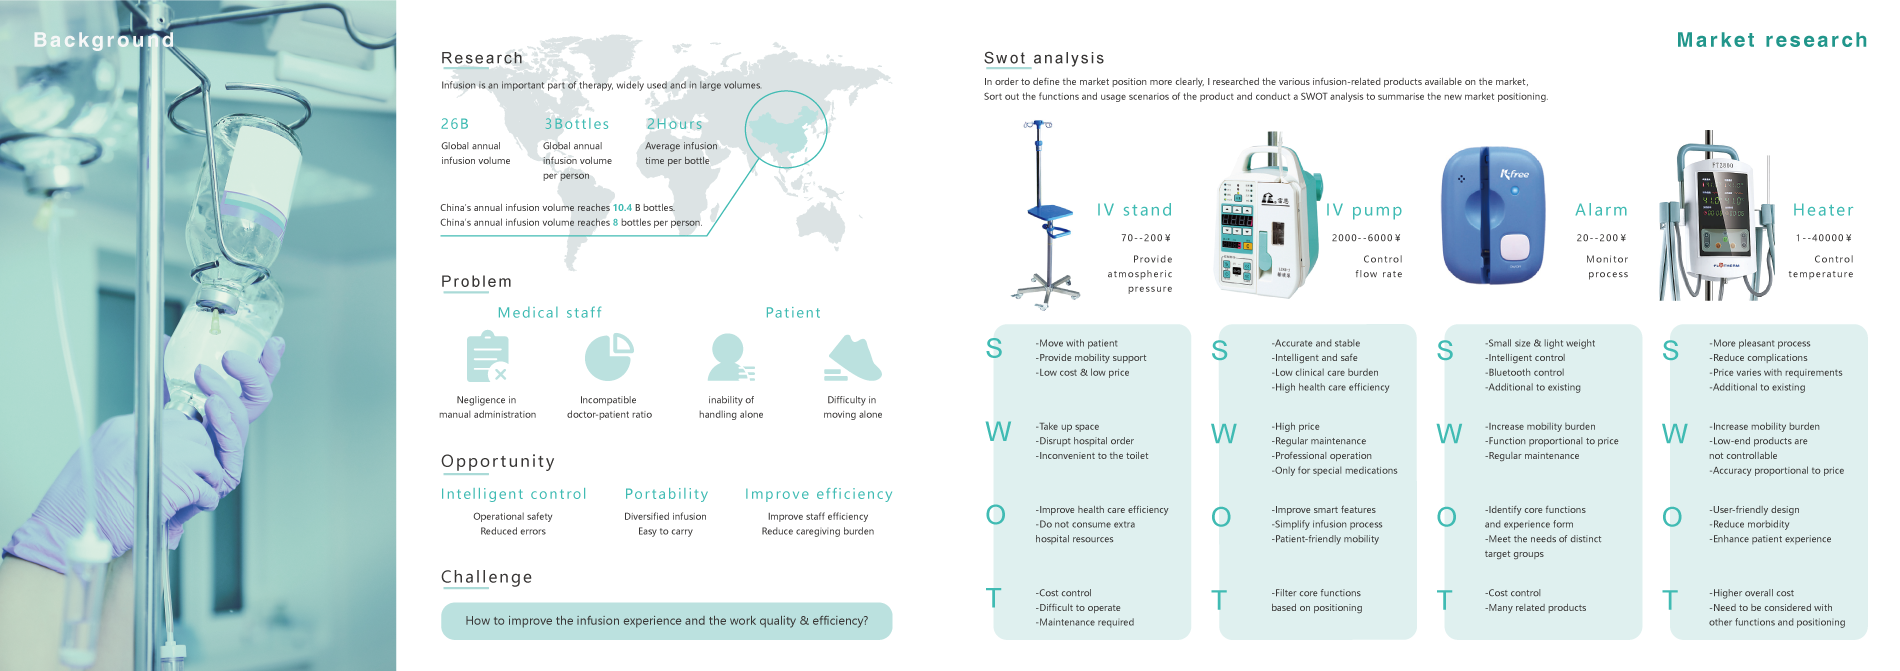 Background
Research
Infusion is an important part of therapy, widely used and in large volumes.
26B
Global annual
infusion volume
3Bottles
Global annual
infusion volume
per person
2Hours
Average infusion
time per bottle
China's annual infusion volume reaches 10.4 B bottles.
China's annual infusion volume reaches 8 bottles per person.
Problem
Medical staff
Patient
Negligence in
manual administration
Incompatible
doctor-patient ratio
inability of
handling alone
Difficulty in
moving alone
Opportunity
Intelligent control
Operational safety
Reduced errors
Portability
Diversified infusion
Easy to carry
Improve efficiency
Improve staff efficiency
Reduce caregiving burden
Challenge
How to improve the infusion experience and the work quality & efficiency?
Market research
Swot analysis
In order to define the market position more clearly, I researched the various infusion-related products available on the market,
Sort out the functions and usage scenarios of the product and conduct a SWOT analysis to summarise the new market positioning.
IV stand
70--200¥
Provide
atmospheric
pressure
S
-Move with patient
-Provide mobility support
-Low cost & low price
W
-Take up space
-Disrupt hospital order
-Inconvenient to the toilet
O
-Improve health care efficiency
-Do not consume extra
hospital resources
T
-Cost control
-Difficult to operate
-Maintenance required
IV pump
2000--6000¥
Control
flow rate
S
-Accurate and stable
-Intelligent and safe
-Low clinical care burden
-High health care efficiency
W
-High price
-Regular maintenance
-Professional operation
-Only for special medications
O
-Improve smart features
-Simplify infusion process
-Patient-friendly mobility
T
-Filter core functions
based on positioning
K-free
Alarm
20--200¥
Monitor
process
S
-Small size & light weight
-Intelligent control
-Bluetooth control
-Additional to existing
W
-Increase mobility burden
-Function proportional to price
-Regular maintenance
O
-Identify core functions
and experience form
-Meet the needs of distinct
target groups
T
-Cost control
-Many related products
FT2800
Heater
1--40000¥
Control
temperature
S
-More pleasant process
-Reduce complications
-Price varies with requirements
-Additional to existing
W
-Increase mobility burden
-Low-end products are
not controllable
-Accuracy proportional to price
O
-User-friendly design
-Reduce morbidity
-Enhance patient experience
T
-Higher overall cost
-Need to be considered with
other functions and positioning